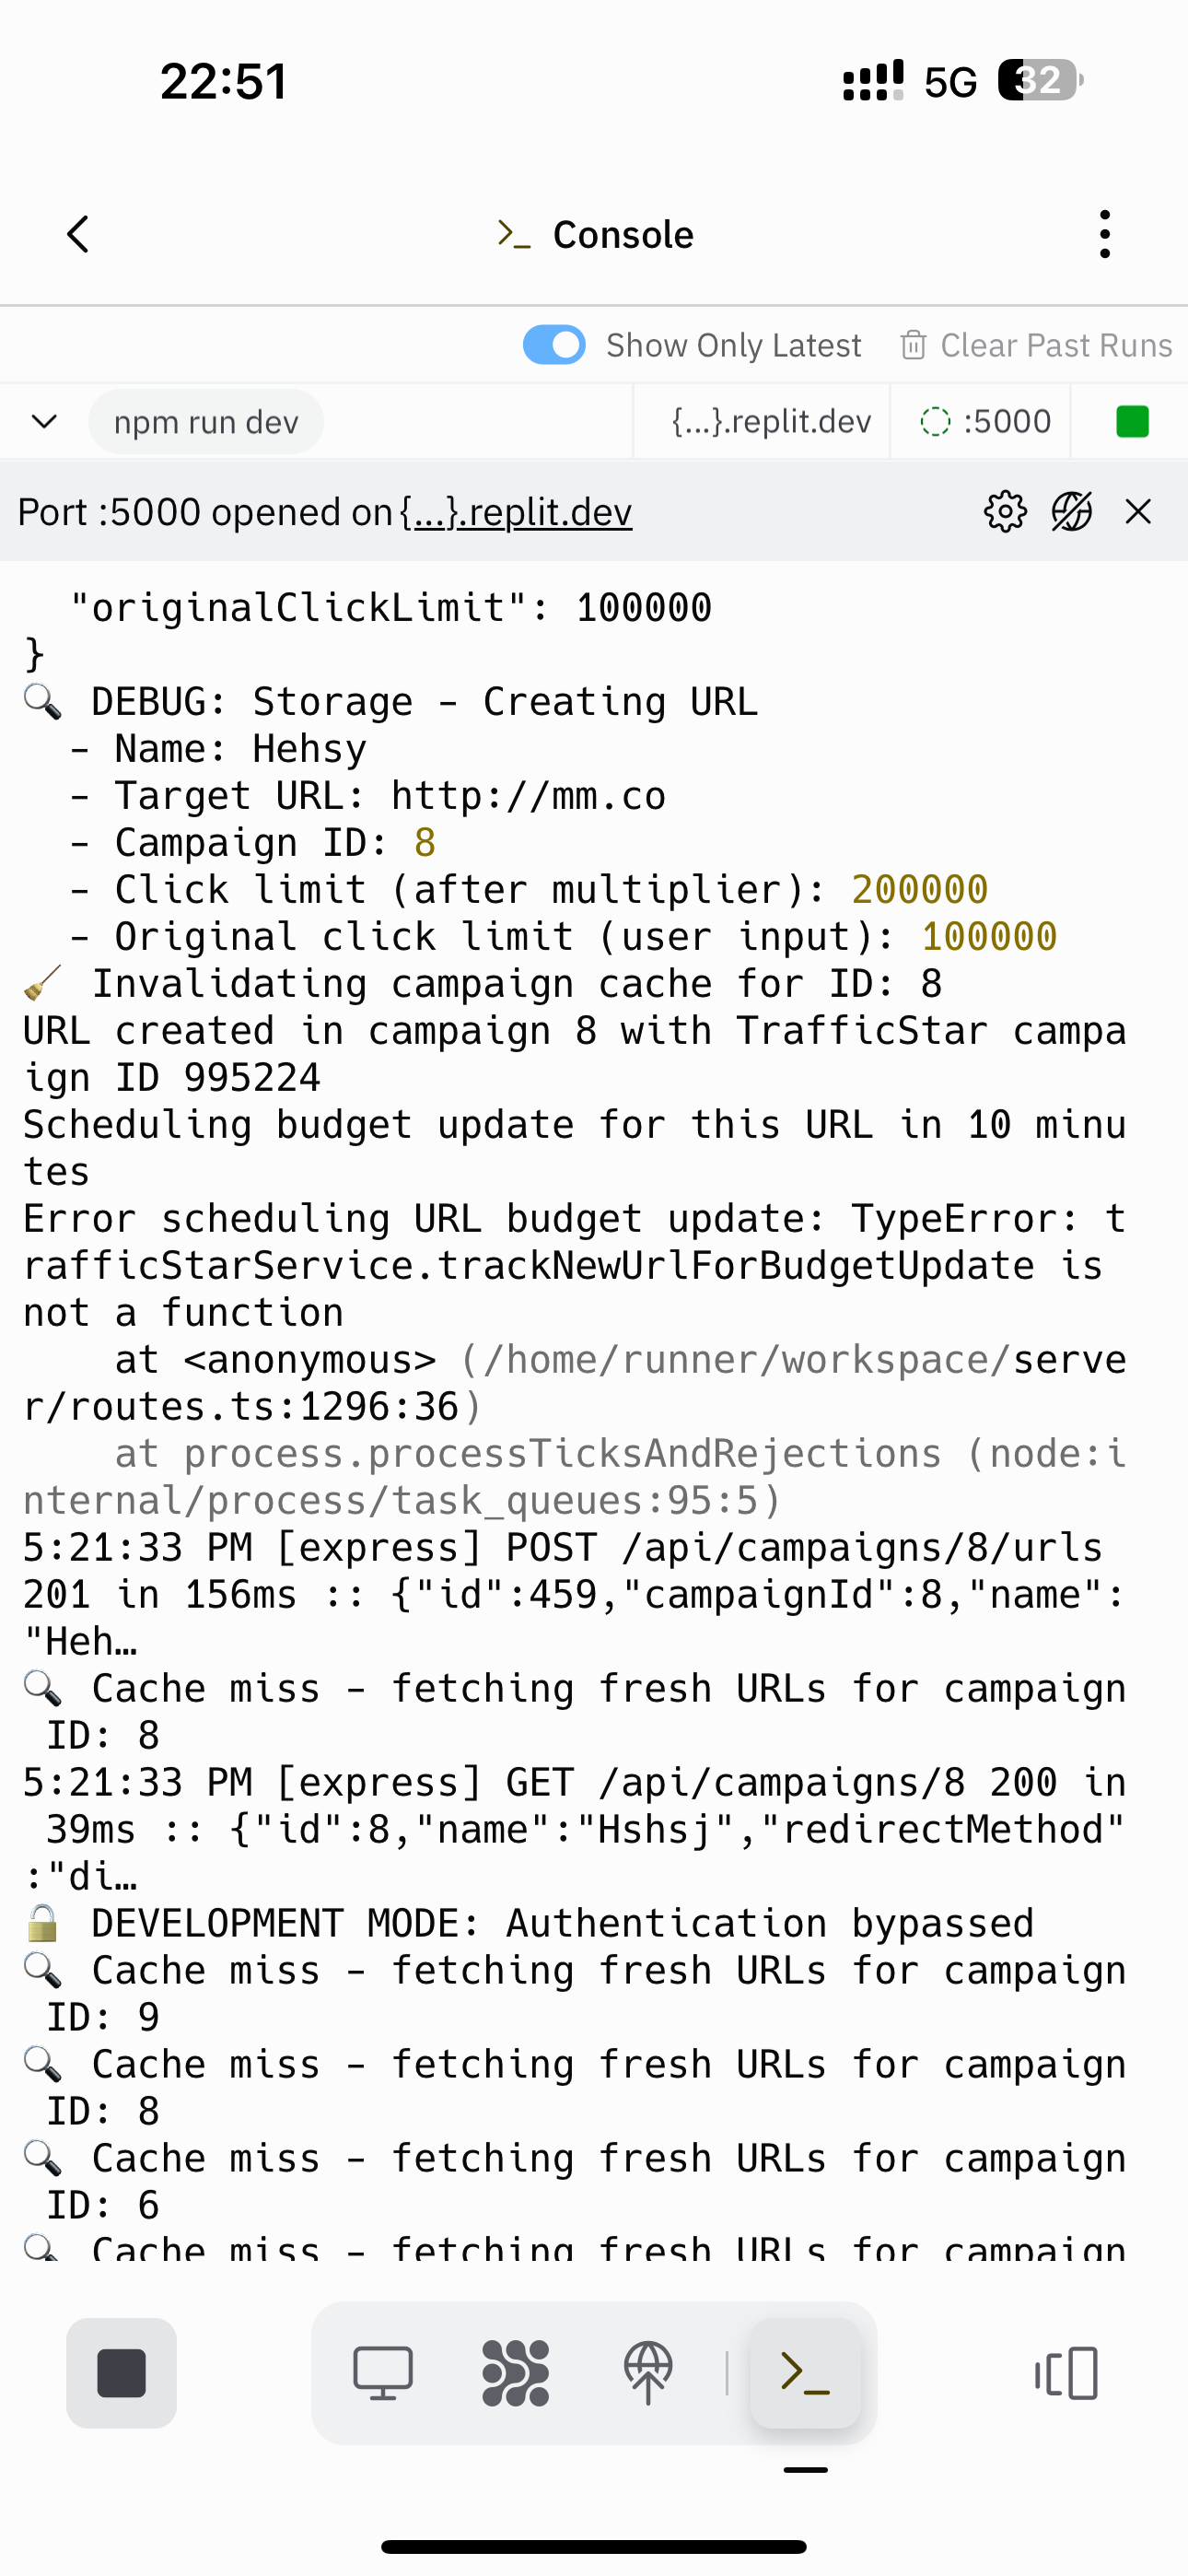 22:51
5G 32
Console
Show Only Latest Clear Past Runs
npm run dev {...}.replit.dev :5000
Port :5000 opened on {...}.replit.dev
"originalClickLimit": 100000
}
🔍 DEBUG: Storage - Creating URL
- Name: Hehsy
- Target URL: http://mm.co
- Campaign ID: 8
- Click limit (after multiplier): 200000
- Original click limit (user input): 100000
🧹 Invalidating campaign cache for ID: 8
URL created in campaign 8 with TrafficStar campa
ign ID 995224
Scheduling budget update for this URL in 10 minu
tes
Error scheduling URL budget update: TypeError: t
rafficStarService.trackNewUrlForBudgetUpdate is
not a function
at <anonymous> (/home/runner/workspace/serve
r/routes.ts:1296:36)
at process.processTicksAndRejections (node:i
nternal/process/task_queues:95:5)
5:21:33 PM [express] POST /api/campaigns/8/urls
201 in 156ms :: {"id":459,"campaignId":8,"name":
"Heh…
🔍 Cache miss - fetching fresh URLs for campaign
ID: 8
5:21:33 PM [express] GET /api/campaigns/8 200 in
39ms :: {"id":8,"name":"Hshsj","redirectMethod"
:"di…
🔓 DEVELOPMENT MODE: Authentication bypassed
🔍 Cache miss - fetching fresh URLs for campaign
ID: 9
🔍 Cache miss - fetching fresh URLs for campaign
ID: 8
🔍 Cache miss - fetching fresh URLs for campaign
ID: 6
🔍 Cache miss - fetching fresh URLs for campaign